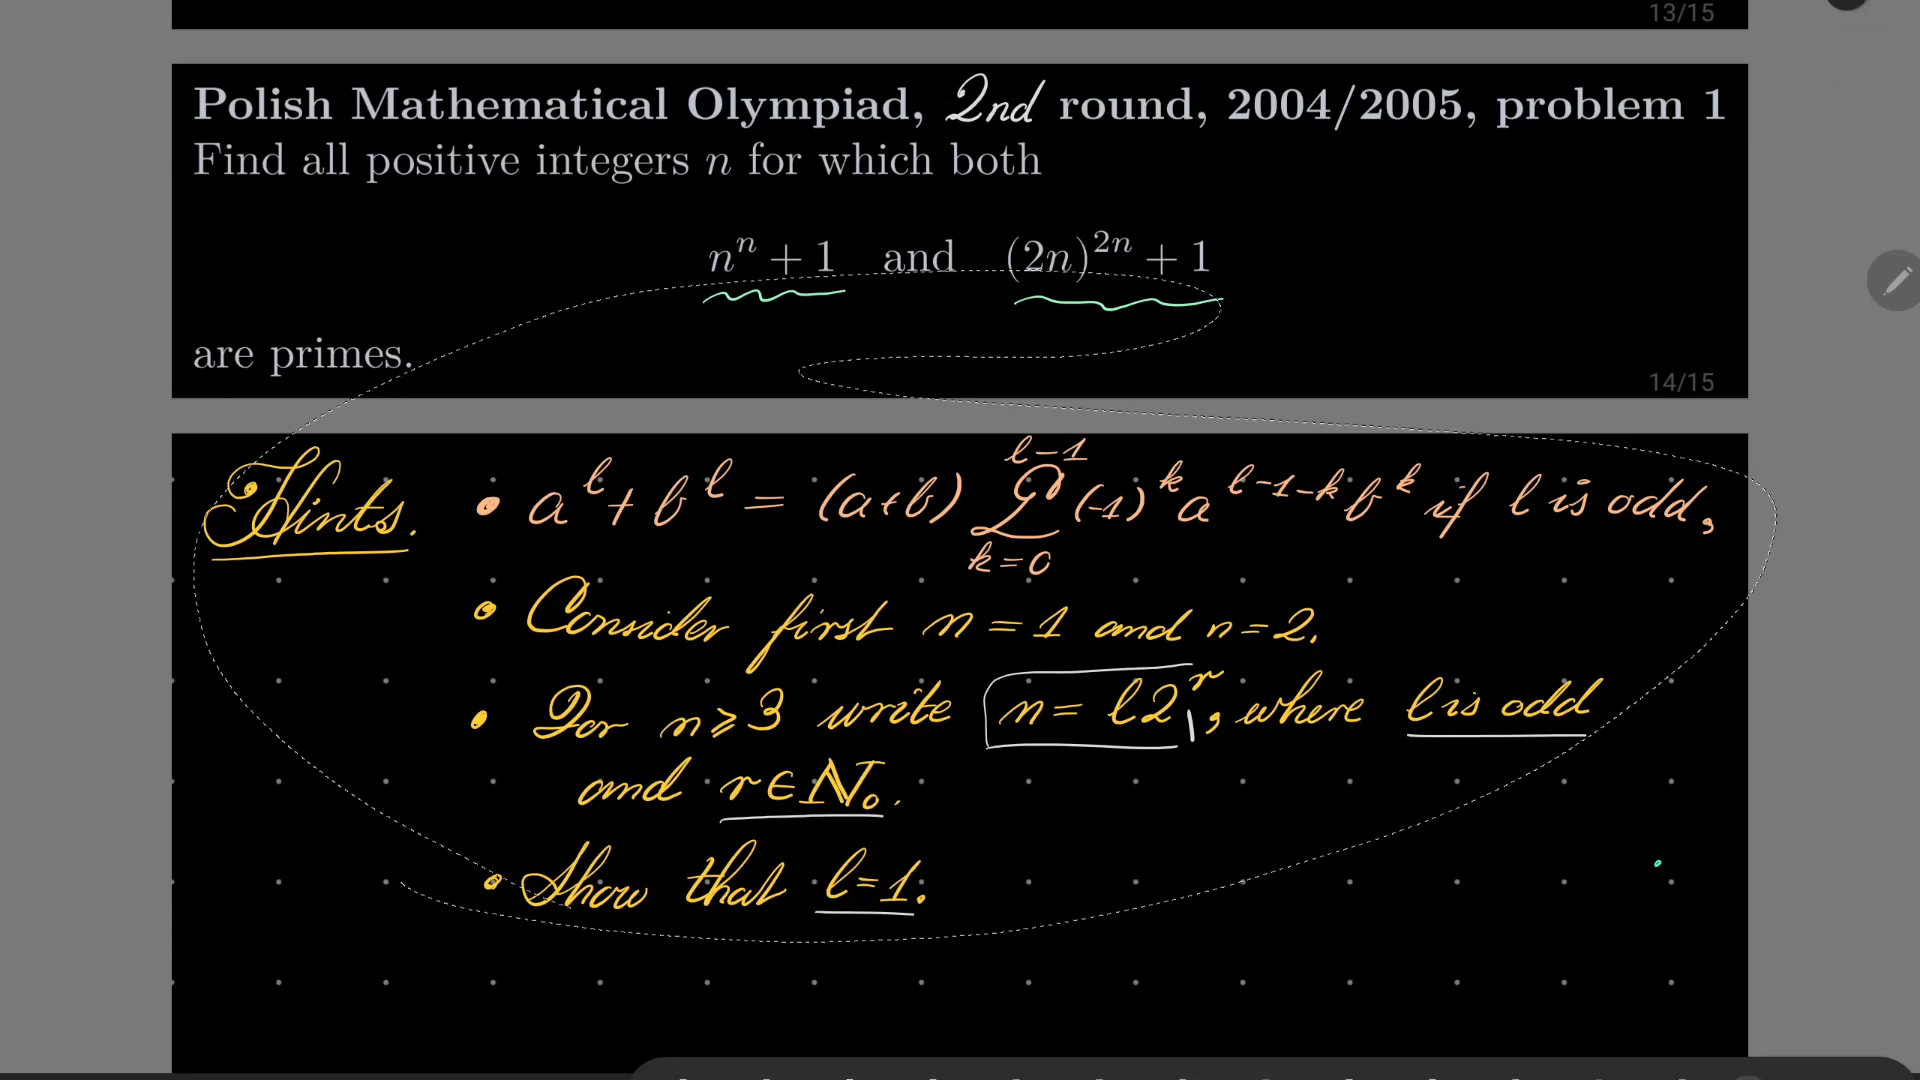 13/15
Polish Mathematical Olympiad, 2nd round, 2004/2005, problem 1
Find all positive integers n for which both
n^n + 1 and (2n)^{2n} + 1
are primes.
14/15
Hints. • a^l + b^l = (a+b) ∑_{k=0}^{l-1} (-1)^k a^{l-1-k} b^k if l is odd,
• Consider first n = 1 and n = 2.
• For n ⩾ 3 write n = l2^r, where l is odd
and r ∈ ℕ₀.
• Show that l = 1.